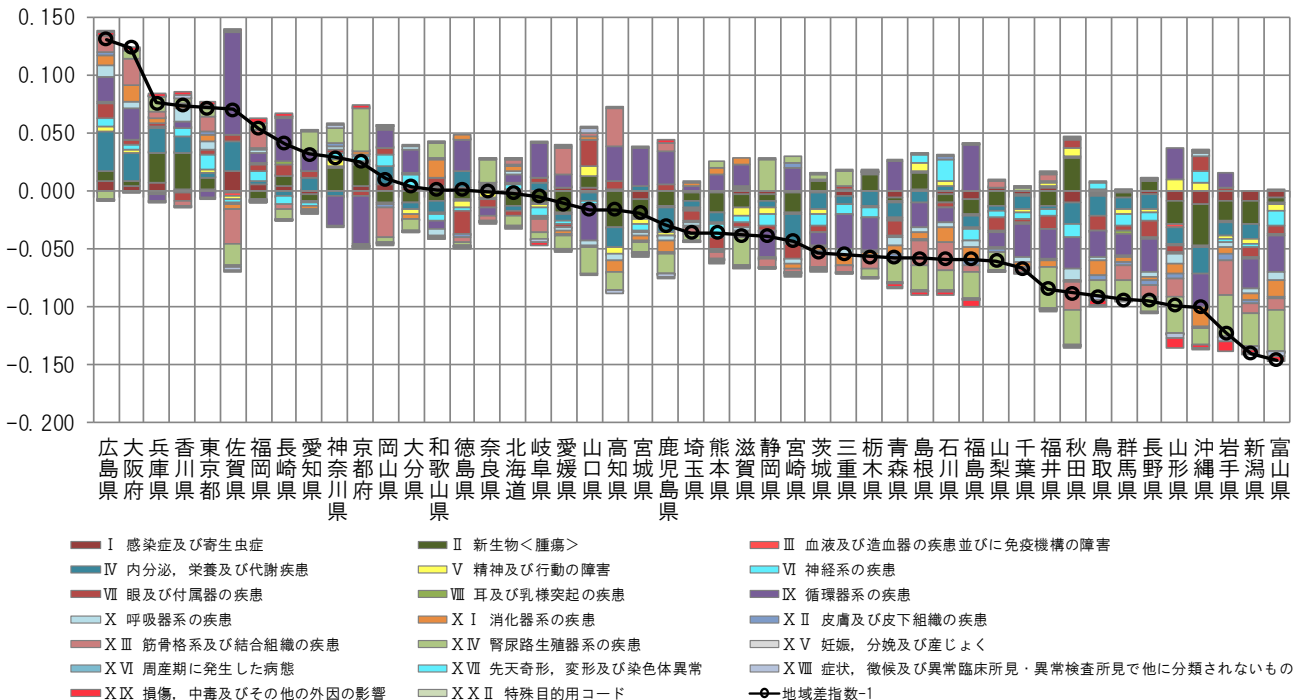 0.150
0.100
0.050
0.000
-0.050
-0.100
-0.150
-0.200
広島県
大阪府
兵庫県
香川県
東京都
佐賀県
福岡県
長崎県
愛知県
神奈川県
京都府
岡山県
大分県
和歌山県
徳島県
奈良県
北海道
岐阜県
愛媛県
山口県
高知県
宮城県
鹿児島県
埼玉県
熊本県
滋賀県
静岡県
宮崎県
茨城県
三重県
栃木県
青森県
島根県
石川県
福島県
山梨県
千葉県
福井県
秋田県
鳥取県
群馬県
長野県
山形県
沖縄県
岩手県
新潟県
富山県
Ⅰ 感染症及び寄生虫症
Ⅱ 新生物<腫瘍>
Ⅲ 血液及び造血器の疾患並びに免疫機構の障害
Ⅳ 内分泌，栄養及び代謝疾患
Ⅴ 精神及び行動の障害
Ⅵ 神経系の疾患
Ⅶ 眼及び付属器の疾患
Ⅷ 耳及び乳様突起の疾患
Ⅸ 循環器系の疾患
Ⅹ 呼吸器系の疾患
ⅩⅠ 消化器系の疾患
ⅩⅡ 皮膚及び皮下組織の疾患
ⅩⅢ 筋骨格系及び結合組織の疾患
ⅩⅣ 腎尿路生殖器系の疾患
ⅩⅤ 妊娠，分娩及び産じょく
ⅩⅥ 周産期に発生した病態
ⅩⅦ 先天奇形，変形及び染色体異常
ⅩⅧ 症状，徴候及び異常臨床所見・異常検査所見で他に分類されないもの
ⅩⅨ 損傷，中毒及びその他の外因の影響
ⅩⅩⅡ 特殊目的用コード
地域差指数-1